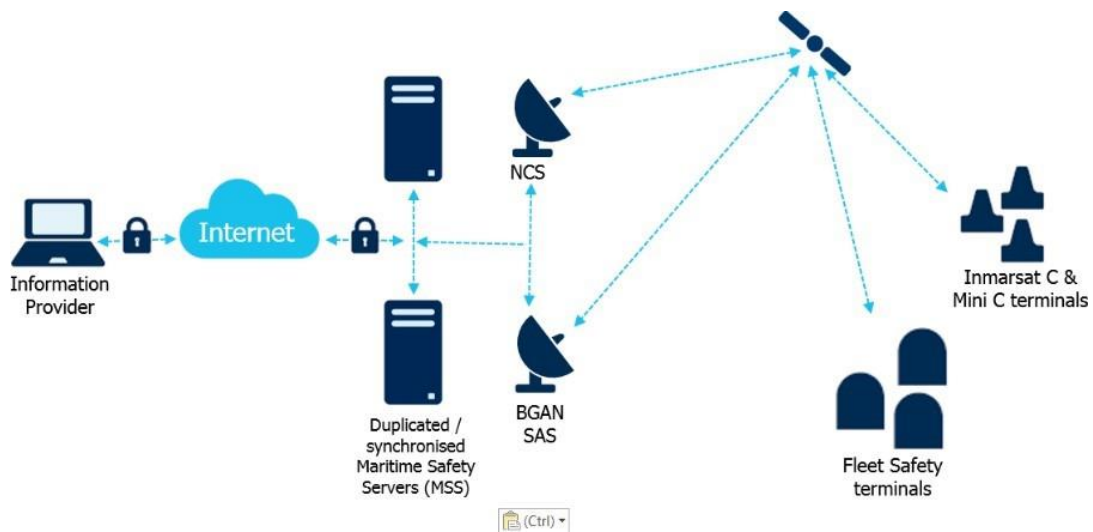 NCS
Internet
Information
Provider
Inmarsat C &
Mini C terminals
BGAN
SAS
Duplicated /
synchronised
Maritime Safety
Servers (MSS)
Fleet Safety
terminals
(Ctrl)